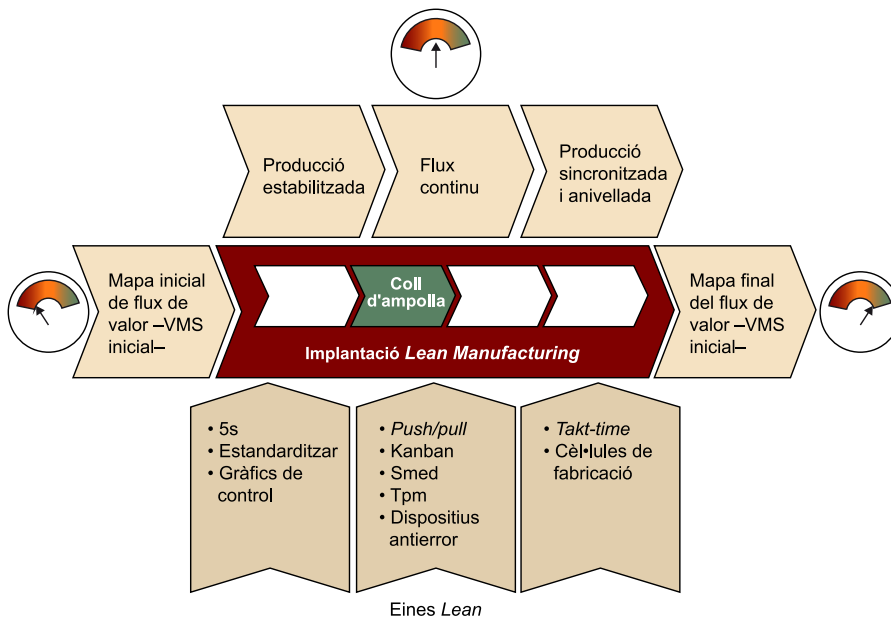 Producció
estabilitzada
Flux
continu
Producció
sincronitzada
i anivellada
Mapa inicial
de flux de
valor –VMS
inicial–
Coll
d'ampolla
Implantació Lean Manufacturing
Mapa final
del flux de
valor –VMS
inicial–
• 5s
• Estandarditzar
• Gràfics de
control
• Push/pull
• Kanban
• Smed
• Tpm
• Dispositius
antierror
• Takt-time
• Cèl•lules de
fabricació
Eines Lean